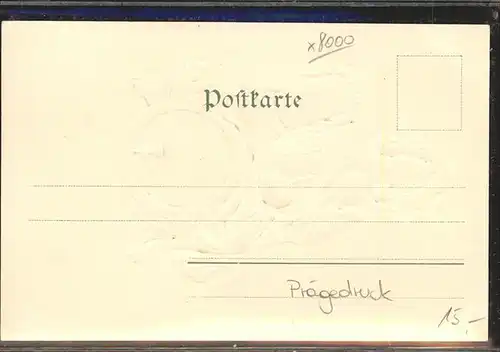 x8000
Poſtkarte
Prägedruck
15,-